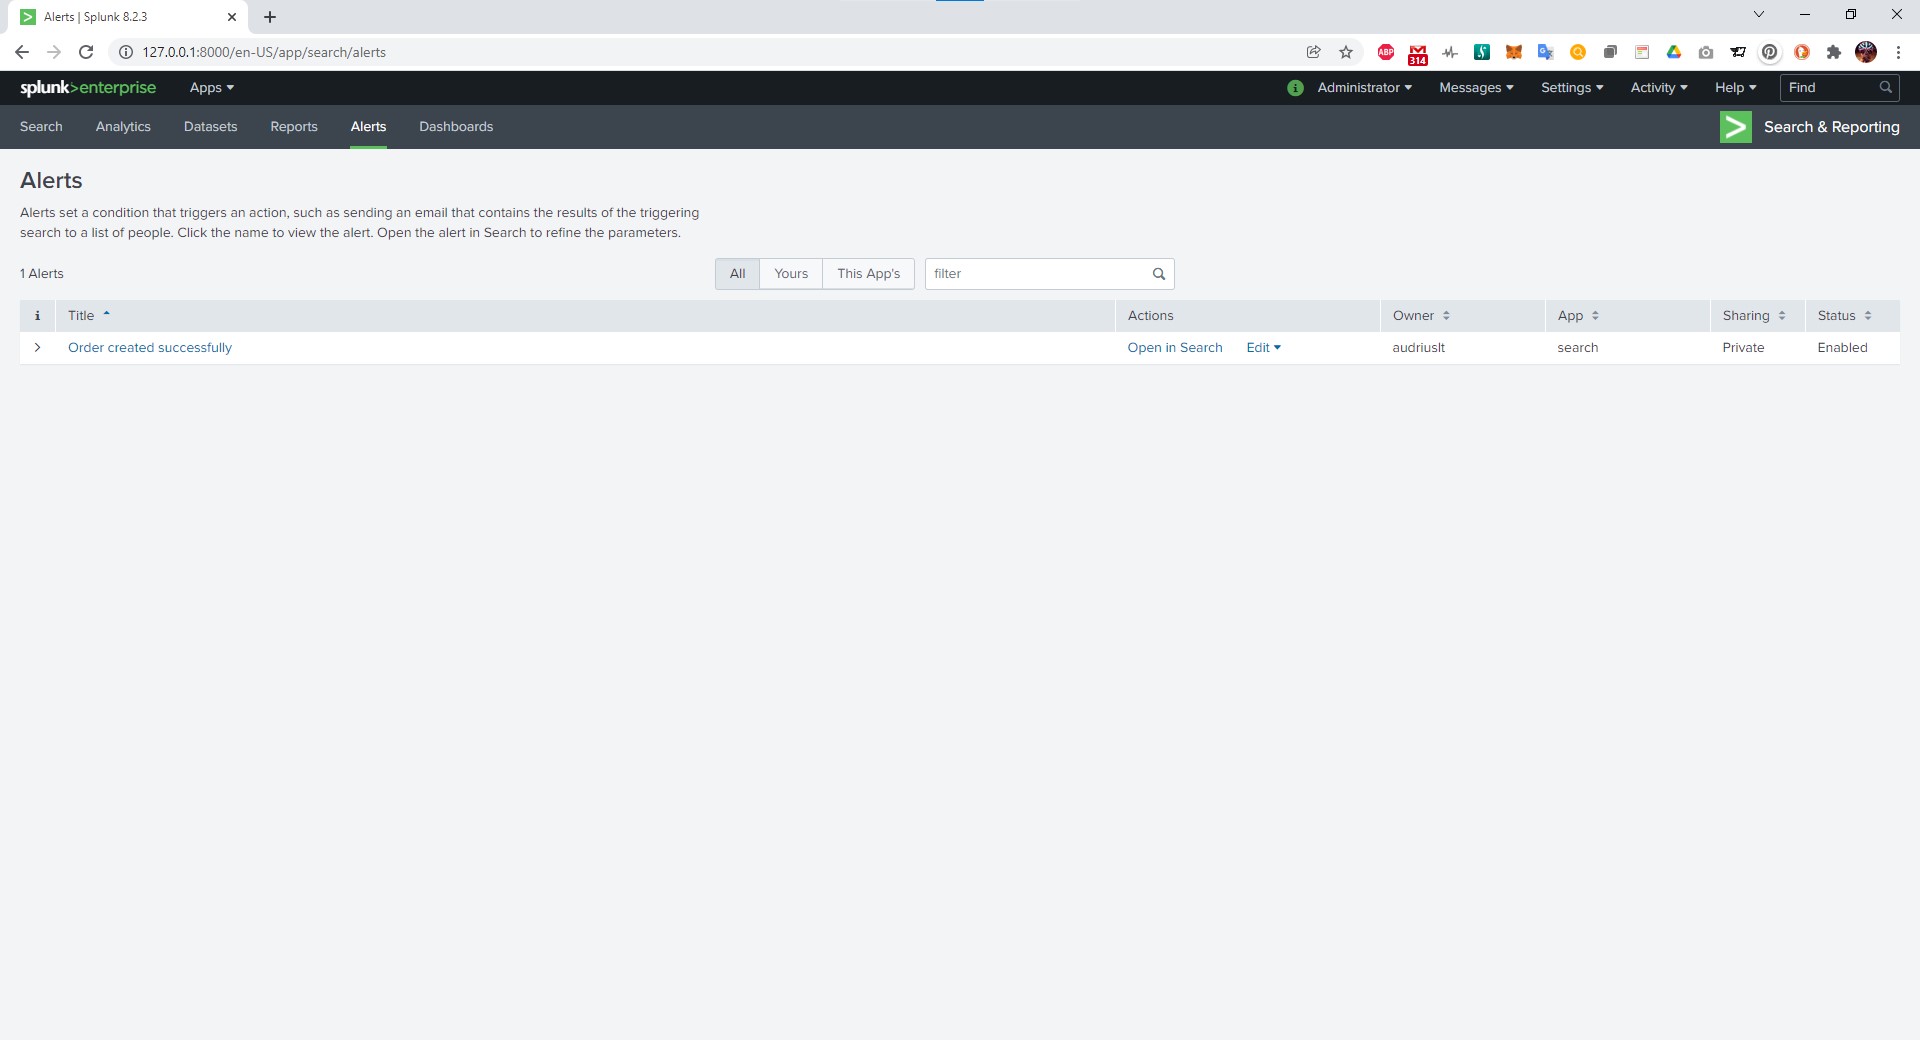 Alerts | Splunk 8.2.3
127.0.0.1:8000/en-US/app/search/alerts
ABP
314
splunk>enterprise Apps
i Administrator Messages Settings Activity Help Find
Search Analytics Datasets Reports Alerts Dashboards
> Search & Reporting
Alerts
Alerts set a condition that triggers an action, such as sending an email that contains the results of the triggering
search to a list of people. Click the name to view the alert. Open the alert in Search to refine the parameters.
1 Alerts All Yours This App's filter
i Title Actions Owner App Sharing Status
> Order created successfully Open in Search Edit audriuslt search Private Enabled